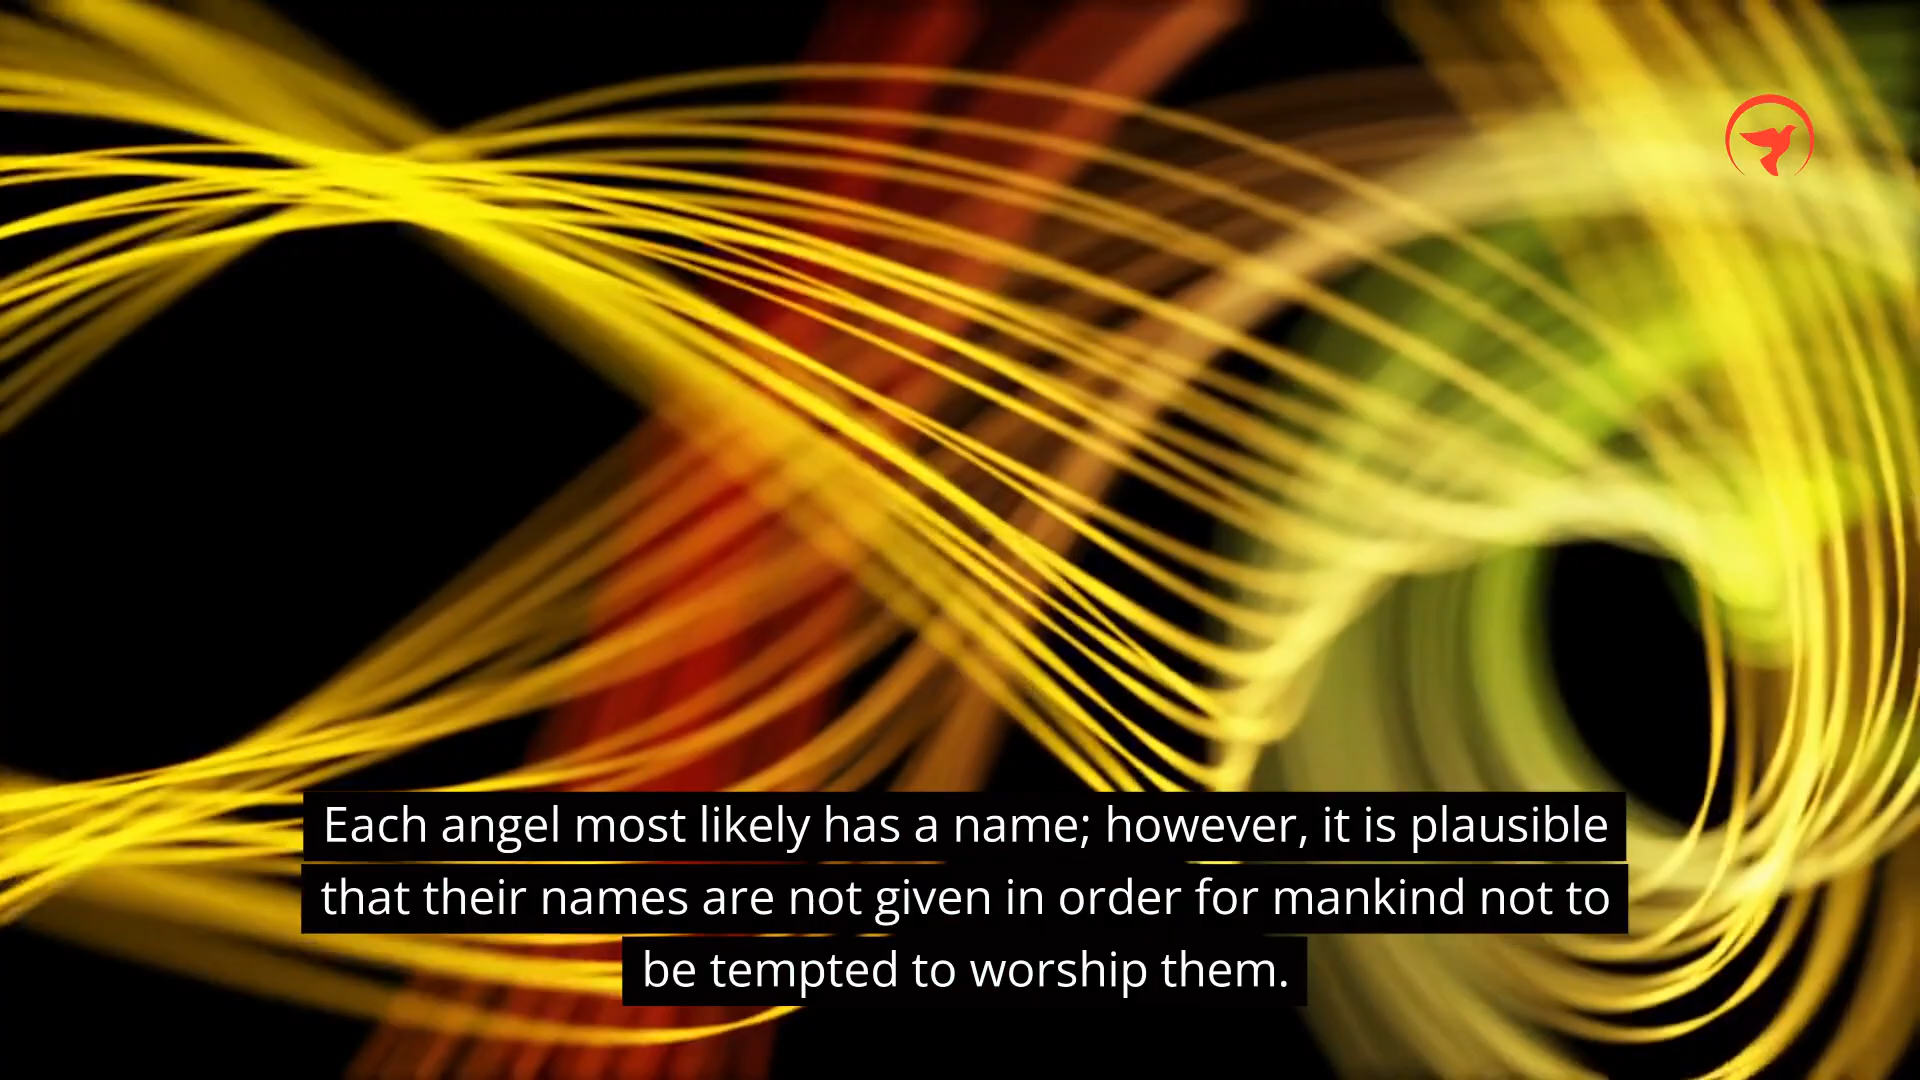 Each angel most likely has a name; however, it is plausible
that their names are not given in order for mankind not to
be tempted to worship them.